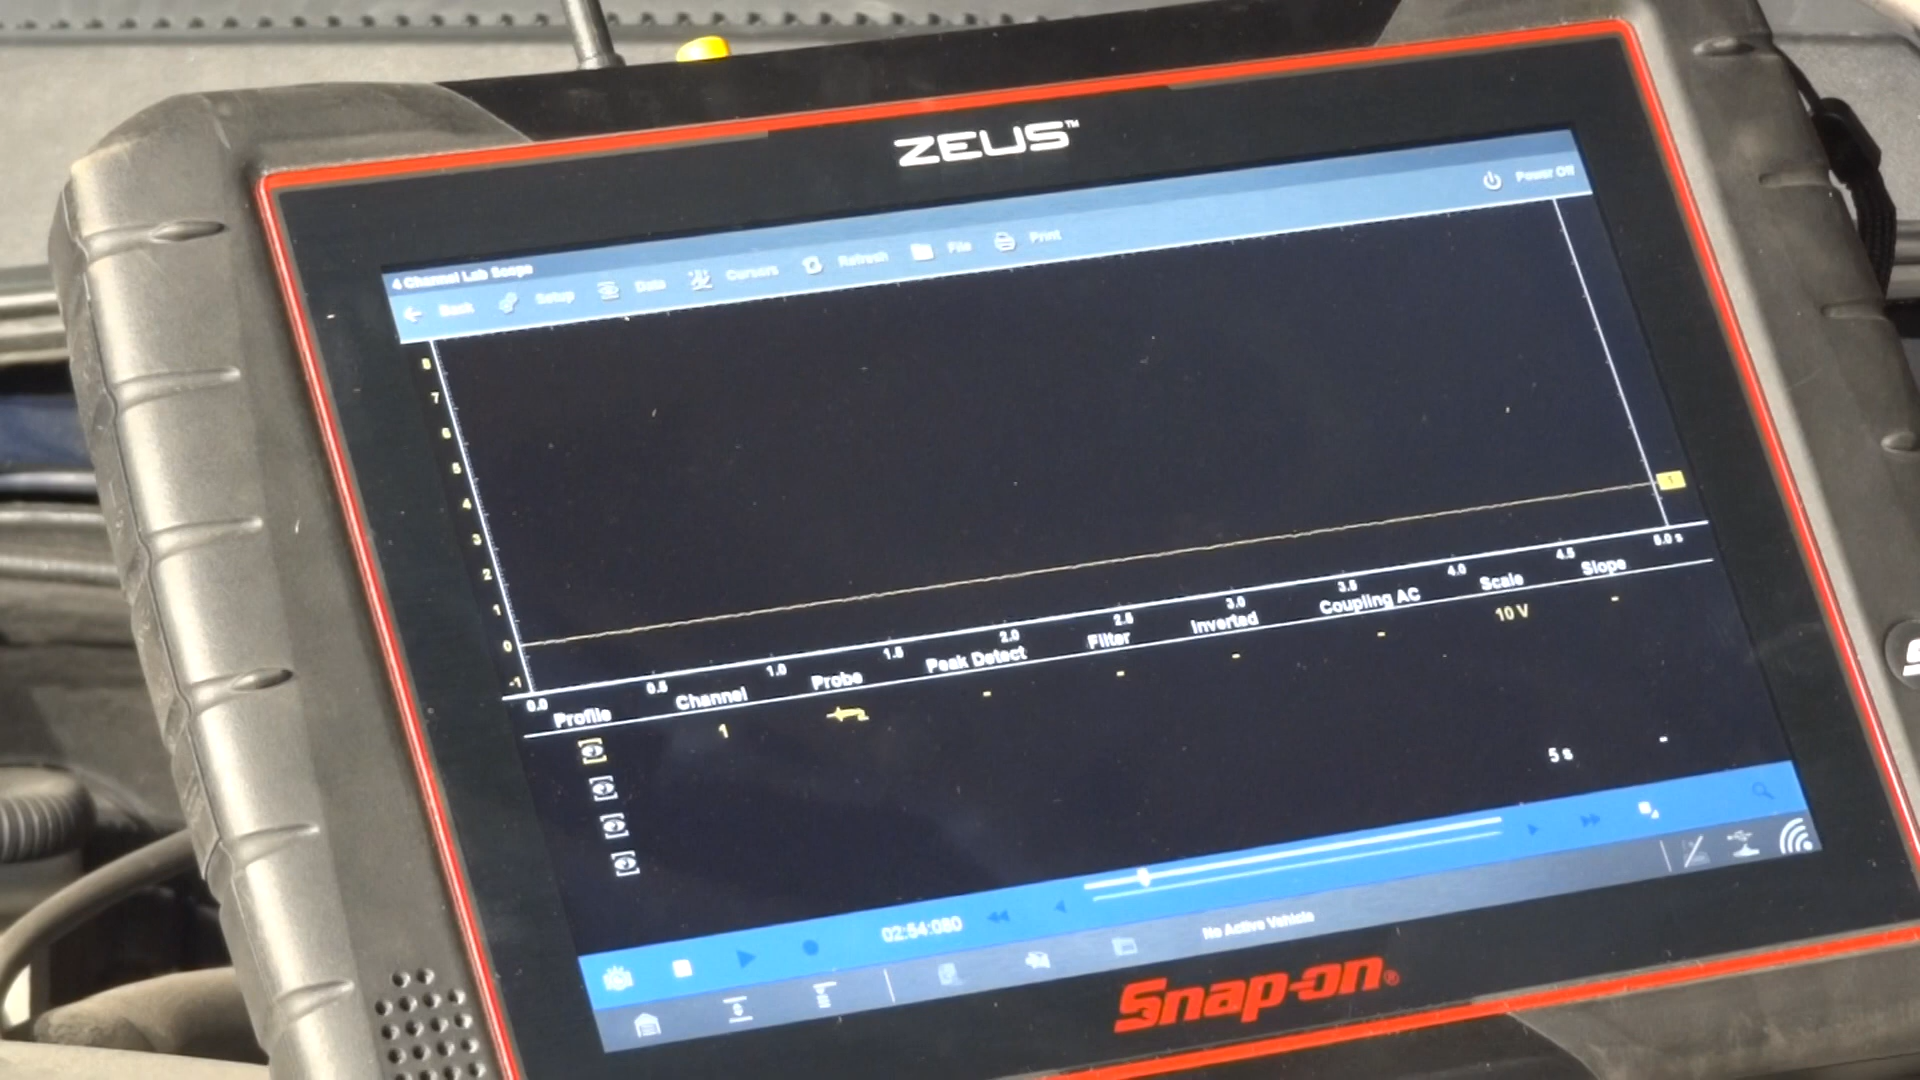 ZEUS™
4 Channel Lab Scope
Power Off
Back Setup Data Cursors Refresh File Print
8
7
6
5
4
3
2
1
0
-1
1
0.0 0.5 1.0 1.5 2.0 2.5 3.0 3.5 4.0 4.5 5.0 s
Profile Channel Probe Peak Detect Filter Inverted Coupling AC Scale Slope
1 - - - - 10 V -
5 s -
02:54:080
No Active Vehicle
Snap-on®